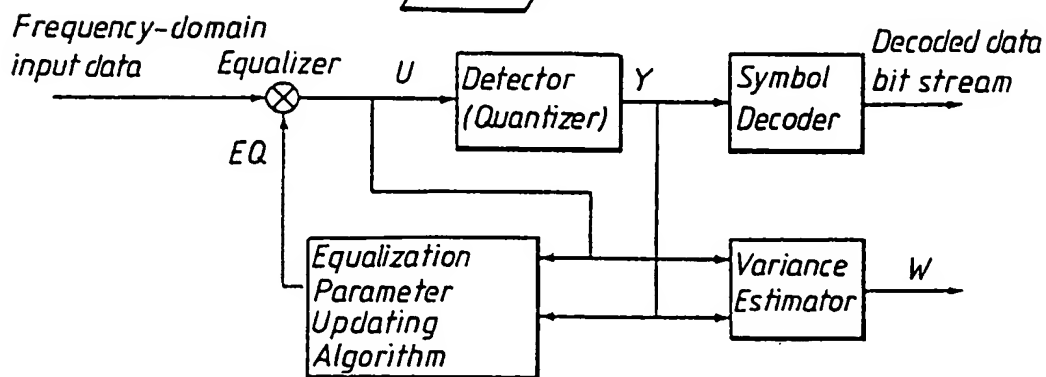 Frequency-domain
input data
Equalizer
U
Detector
(Quantizer)
Y
Symbol
Decoder
Decoded data
bit stream
EQ
Equalization
Parameter
Updating
Algorithm
Variance
Estimator
W